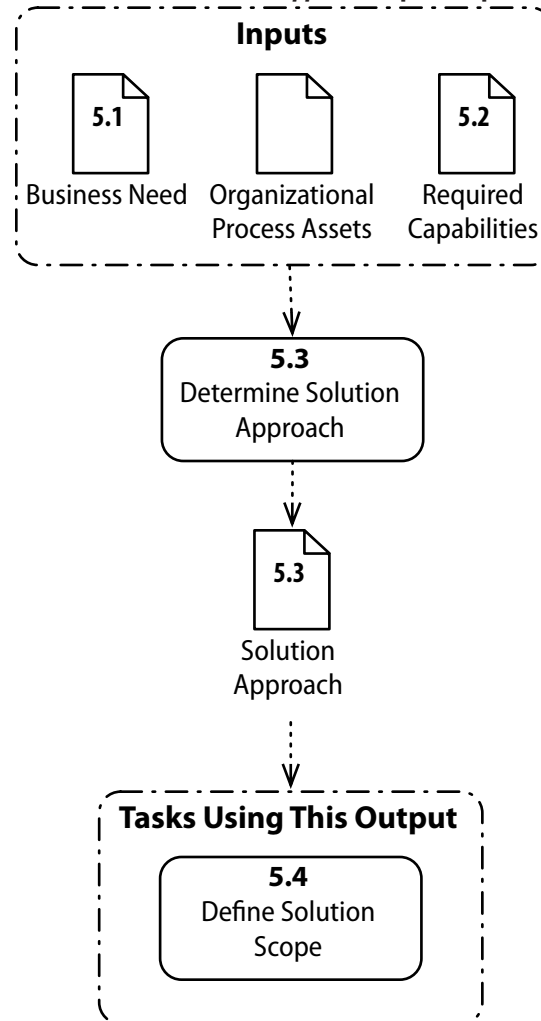 Inputs
5.1
5.2
Business Need
Organizational
Process Assets
Required
Capabilities
5.3
Determine Solution
Approach
5.3
Solution
Approach
Tasks Using This Output
5.4
Define Solution
Scope